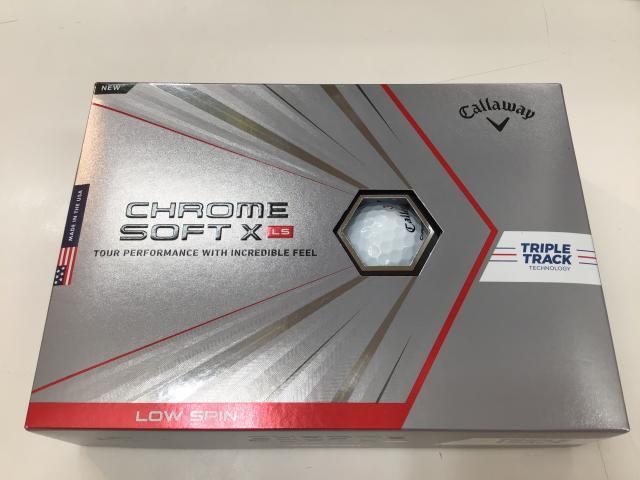 NEW
Callaway
MADE IN THE USA
CHROME
SOFT X LS
TOUR PERFORMANCE WITH INCREDIBLE FEEL
TRIPLE
TRACK
TECHNOLOGY
LOW SPIN